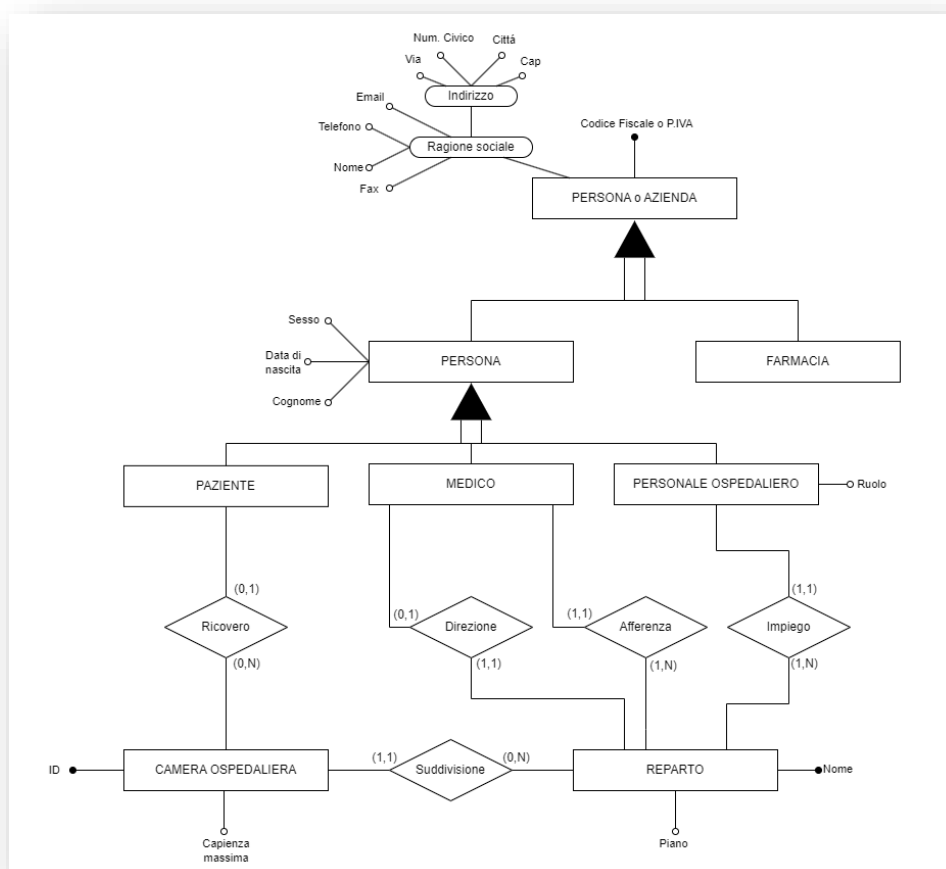 Num. Civico
Cittá
Via
Cap
Indirizzo
Email
Telefono
Codice Fiscale o P.IVA
Ragione sociale
Nome
Fax
PERSONA o AZIENDA
Sesso
Data di
nascita
PERSONA
FARMACIA
Cognome
PAZIENTE
MEDICO
PERSONALE OSPEDALIERO
Ruolo
(0,1)
(0,1)
(1,1)
(1,1)
Ricovero
Direzione
Afferenza
Impiego
(0,N)
(1,1)
(1,N)
(1,N)
ID
CAMERA OSPEDALIERA
(1,1)
Suddivisione
(0,N)
REPARTO
Nome
Capienza
massima
Piano